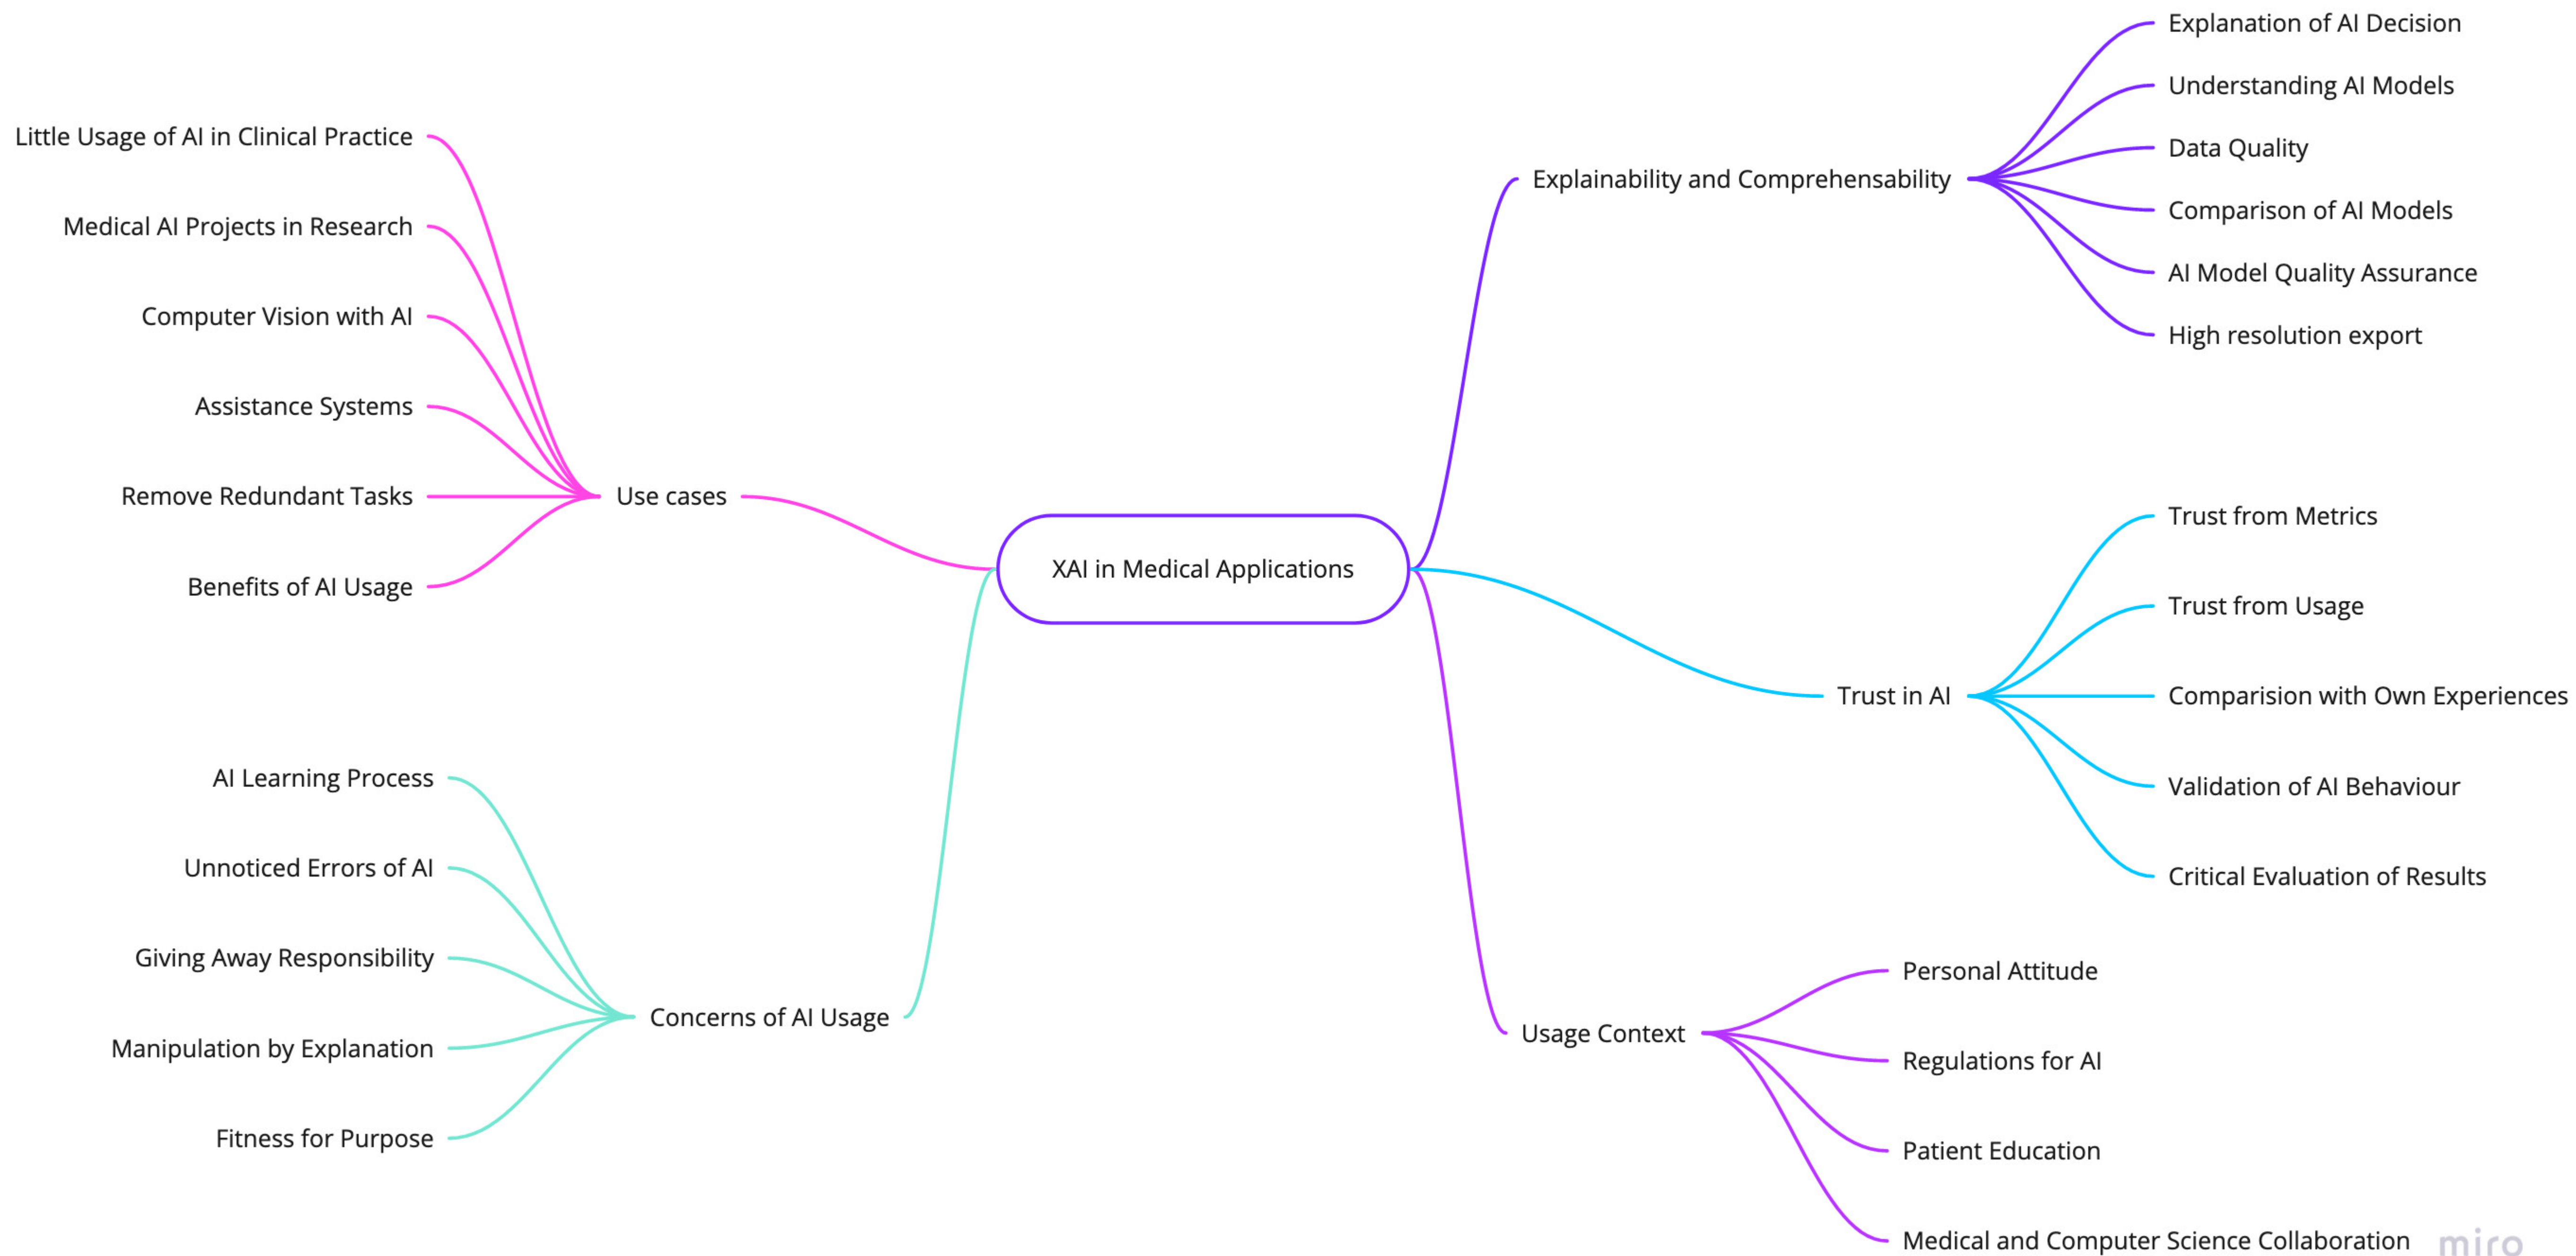 XAI in Medical Applications
Use cases
Little Usage of AI in Clinical Practice
Medical AI Projects in Research
Computer Vision with AI
Assistance Systems
Remove Redundant Tasks
Benefits of AI Usage
Concerns of AI Usage
AI Learning Process
Unnoticed Errors of AI
Giving Away Responsibility
Manipulation by Explanation
Fitness for Purpose
Explainability and Comprehensability
Explanation of AI Decision
Understanding AI Models
Data Quality
Comparison of AI Models
AI Model Quality Assurance
High resolution export
Trust in AI
Trust from Metrics
Trust from Usage
Comparision with Own Experiences
Validation of AI Behaviour
Critical Evaluation of Results
Usage Context
Personal Attitude
Regulations for AI
Patient Education
Medical and Computer Science Collaboration
miro